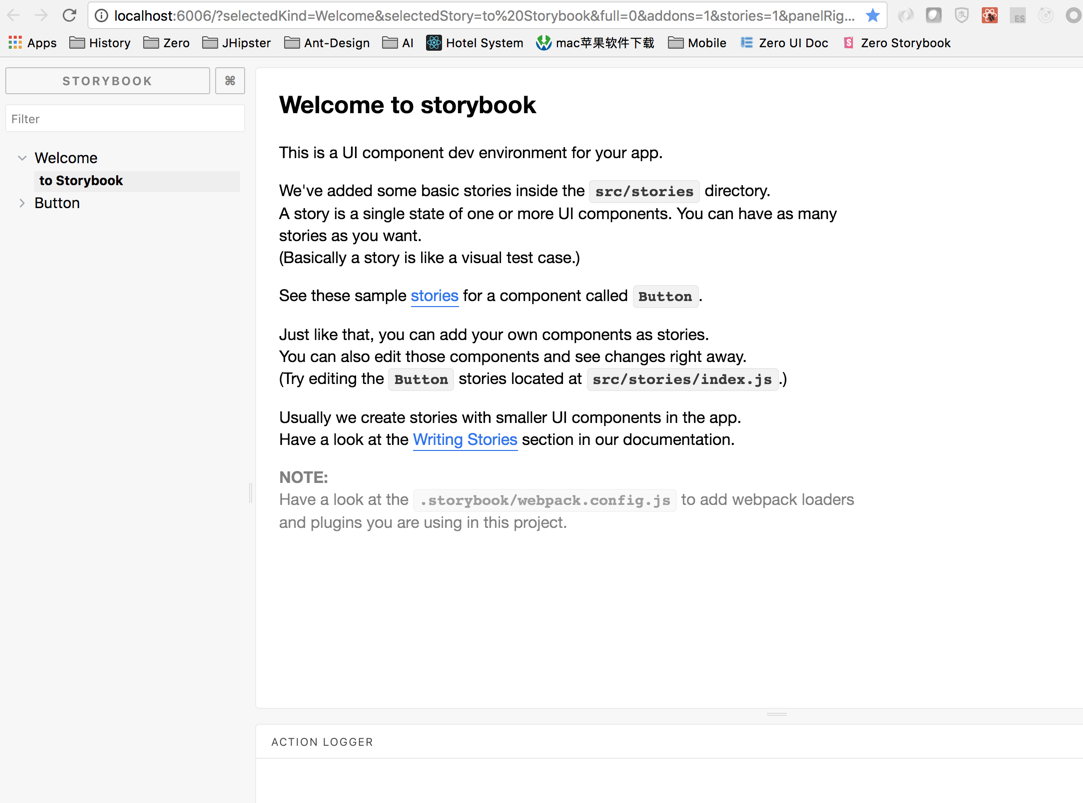 localhost:6006/?selectedKind=Welcome&selectedStory=to%20Storybook&full=0&addons=1&stories=1&panelRig...
Apps History Zero JHipster Ant-Design AI Hotel System mac苹果软件下载 Mobile Zero UI Doc Zero Storybook
STORYBOOK ⌘
Filter
Welcome
to Storybook
Button
Welcome to storybook
This is a UI component dev environment for your app.
We've added some basic stories inside the src/stories directory.
A story is a single state of one or more UI components. You can have as many
stories as you want.
(Basically a story is like a visual test case.)
See these sample stories for a component called Button.
Just like that, you can add your own components as stories.
You can also edit those components and see changes right away.
(Try editing the Button stories located at src/stories/index.js.)
Usually we create stories with smaller UI components in the app.
Have a look at the Writing Stories section in our documentation.
NOTE:
Have a look at the .storybook/webpack.config.js to add webpack loaders
and plugins you are using in this project.
ACTION LOGGER